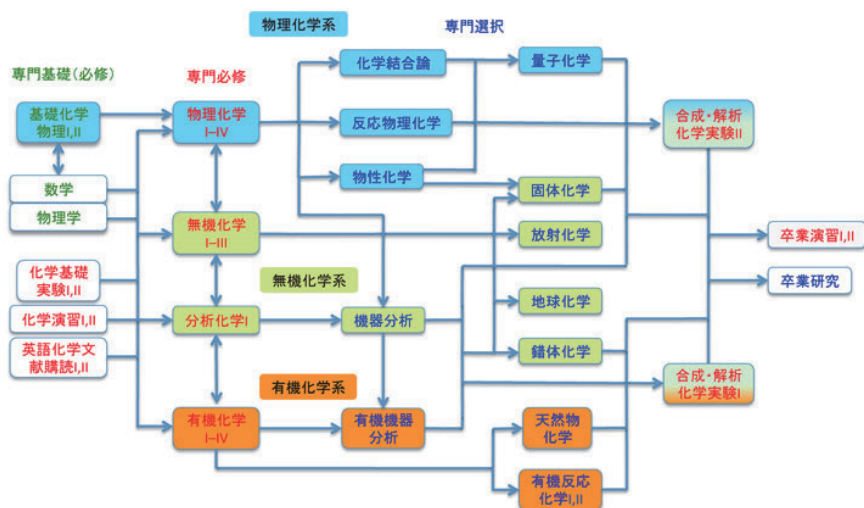 物理化学系
専門選択
専門基礎(必修)
専門必修
基礎化学
物理I,II
数学
物理学
化学基礎
実験I,II
化学演習I,II
英語化学文
献購読I,II
物理化学
I-IV
無機化学
I-III
分析化学I
有機化学
I-IV
無機化学系
有機化学系
化学結合論
反応物理化学
物性化学
機器分析
有機機器
分析
量子化学
固体化学
放射化学
地球化学
錯体化学
天然物
化学
有機反応
化学I,II
合成・解析
化学実験II
合成・解析
化学実験I
卒業演習I,II
卒業研究